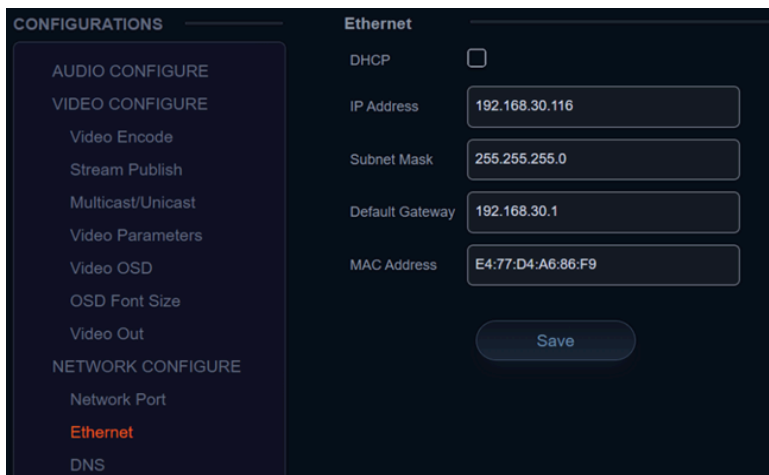 CONFIGURATIONS
AUDIO CONFIGURE
VIDEO CONFIGURE
Video Encode
Stream Publish
Multicast/Unicast
Video Parameters
Video OSD
OSD Font Size
Video Out
NETWORK CONFIGURE
Network Port
Ethernet
DNS
Ethernet
DHCP
IP Address 192.168.30.116
Subnet Mask 255.255.255.0
Default Gateway 192.168.30.1
MAC Address E4:77:D4:A6:86:F9
Save